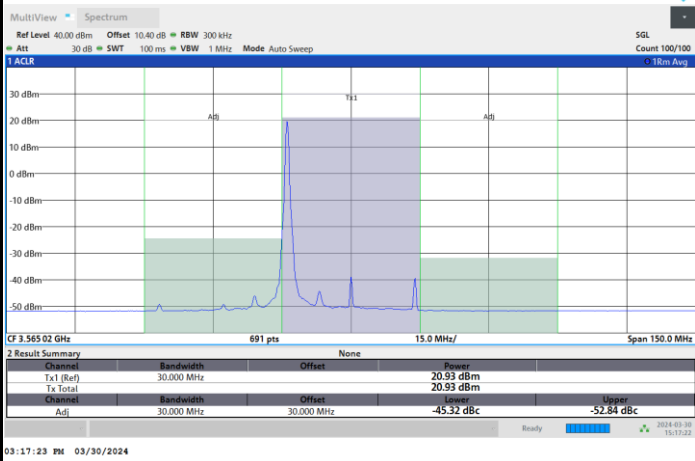 MultiView Spectrum
Ref Level 40.00 dBm Offset 10.40 dB RBW 300 kHz SGL
Att 30 dB SWT 100 ms VBW 1 MHz Mode Auto Sweep Count 100/100
1 ACLR 1Rm Avg
30 dBm
Tx1
20 dBm Adj Adj
10 dBm
0 dBm
-10 dBm
-20 dBm
-30 dBm
-40 dBm
-50 dBm
CF 3.565 02 GHz 691 pts 15.0 MHz/ Span 150.0 MHz
2 Result Summary None
Channel Bandwidth Offset Power
Tx1 (Ref) 30.000 MHz 20.93 dBm
Tx Total 20.93 dBm
Channel Bandwidth Offset Lower Upper
Adj 30.000 MHz 30.000 MHz -45.32 dBc -52.84 dBc
Ready 2024-03-30
15:17:22
03:17:23 PM 03/30/2024